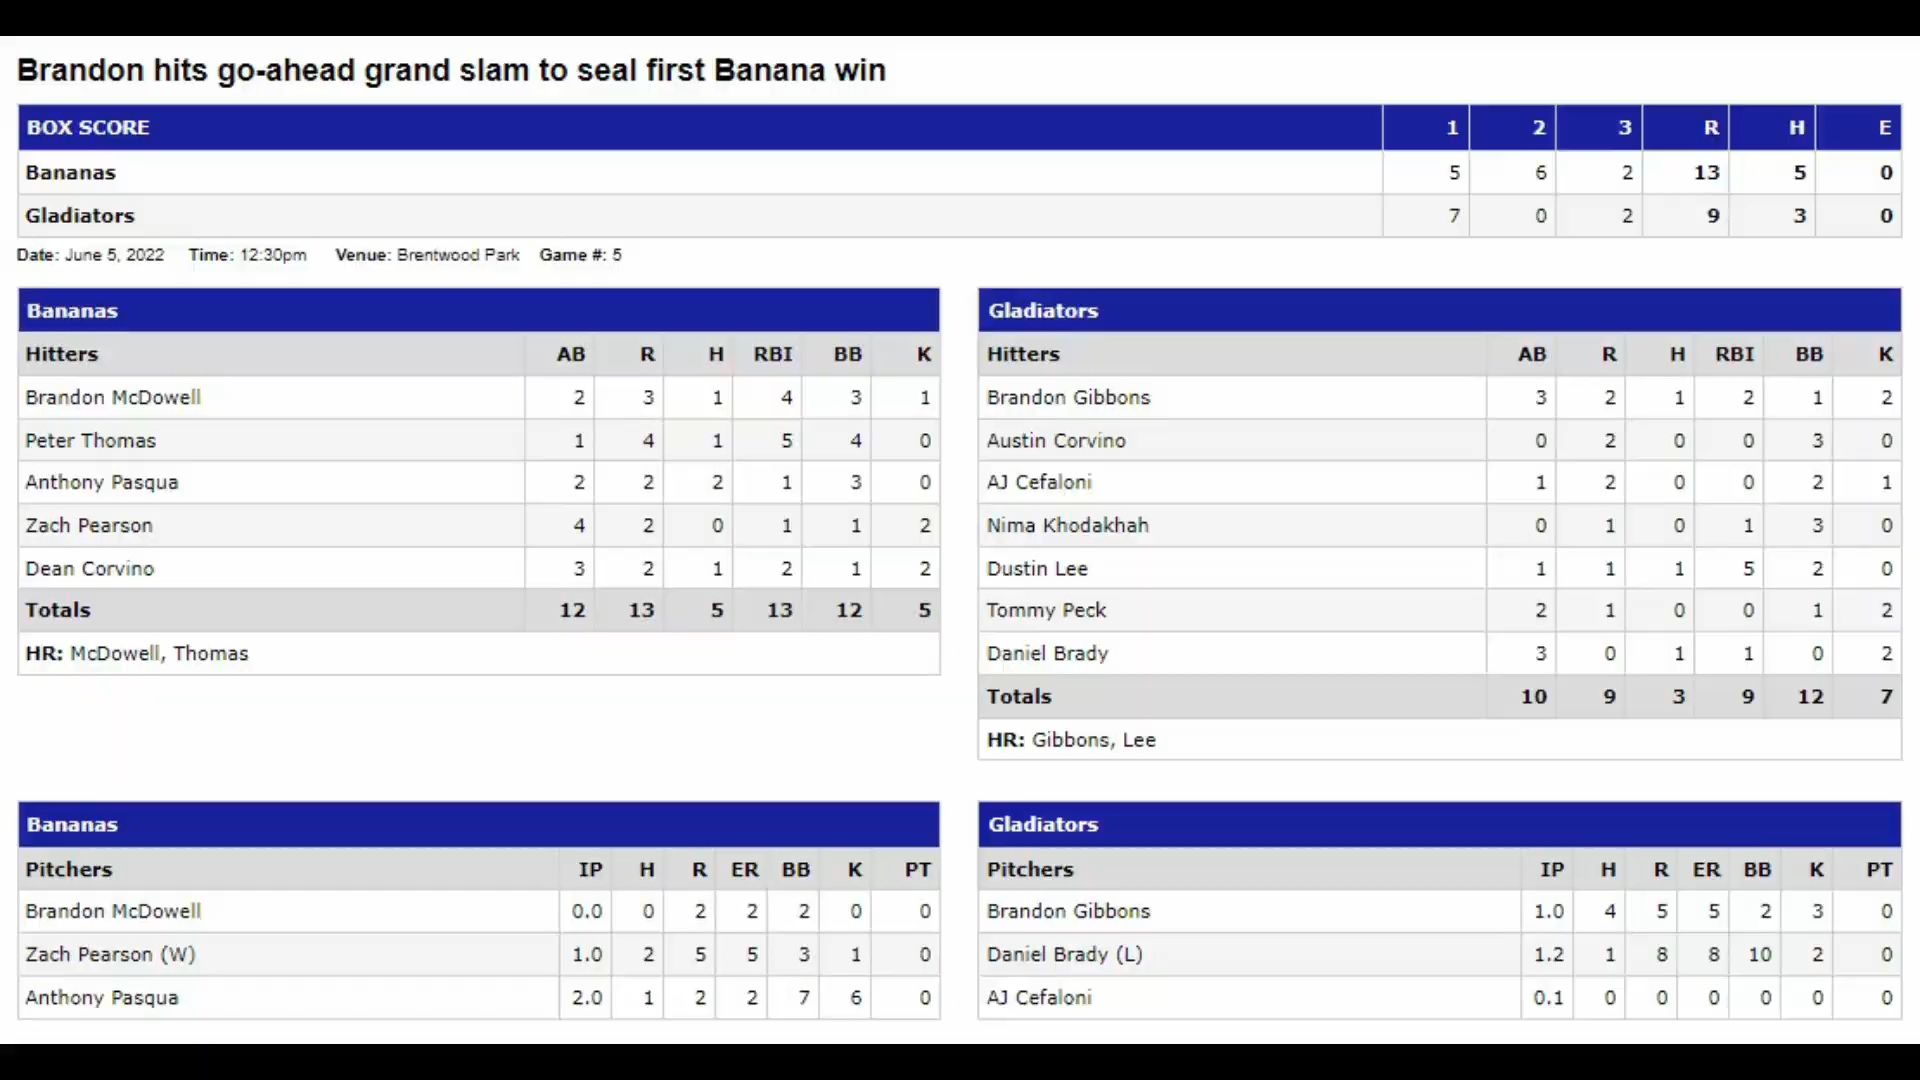 Brandon hits go-ahead grand slam to seal first Banana win
BOX SCORE 1 2 3 R H E
Bananas 5 6 2 13 5 0
Gladiators 7 0 2 9 3 0
Date: June 5, 2022 Time: 12:30pm Venue: Brentwood Park Game #: 5
Bananas
Hitters AB R H RBI BB K
Brandon McDowell 2 3 1 4 3 1
Peter Thomas 1 4 1 5 4 0
Anthony Pasqua 2 2 2 1 3 0
Zach Pearson 4 2 0 1 1 2
Dean Corvino 3 2 1 2 1 2
Totals 12 13 5 13 12 5
HR: McDowell, Thomas
Gladiators
Hitters AB R H RBI BB K
Brandon Gibbons 3 2 1 2 1 2
Austin Corvino 0 2 0 0 3 0
AJ Cefaloni 1 2 0 0 2 1
Nima Khodakhah 0 1 0 1 3 0
Dustin Lee 1 1 1 5 2 0
Tommy Peck 2 1 0 0 1 2
Daniel Brady 3 0 1 1 0 2
Totals 10 9 3 9 12 7
HR: Gibbons, Lee
Bananas
Pitchers IP H R ER BB K PT
Brandon McDowell 0.0 0 2 2 2 0 0
Zach Pearson (W) 1.0 2 5 5 3 1 0
Anthony Pasqua 2.0 1 2 2 7 6 0
Gladiators
Pitchers IP H R ER BB K PT
Brandon Gibbons 1.0 4 5 5 2 3 0
Daniel Brady (L) 1.2 1 8 8 10 2 0
AJ Cefaloni 0.1 0 0 0 0 0 0